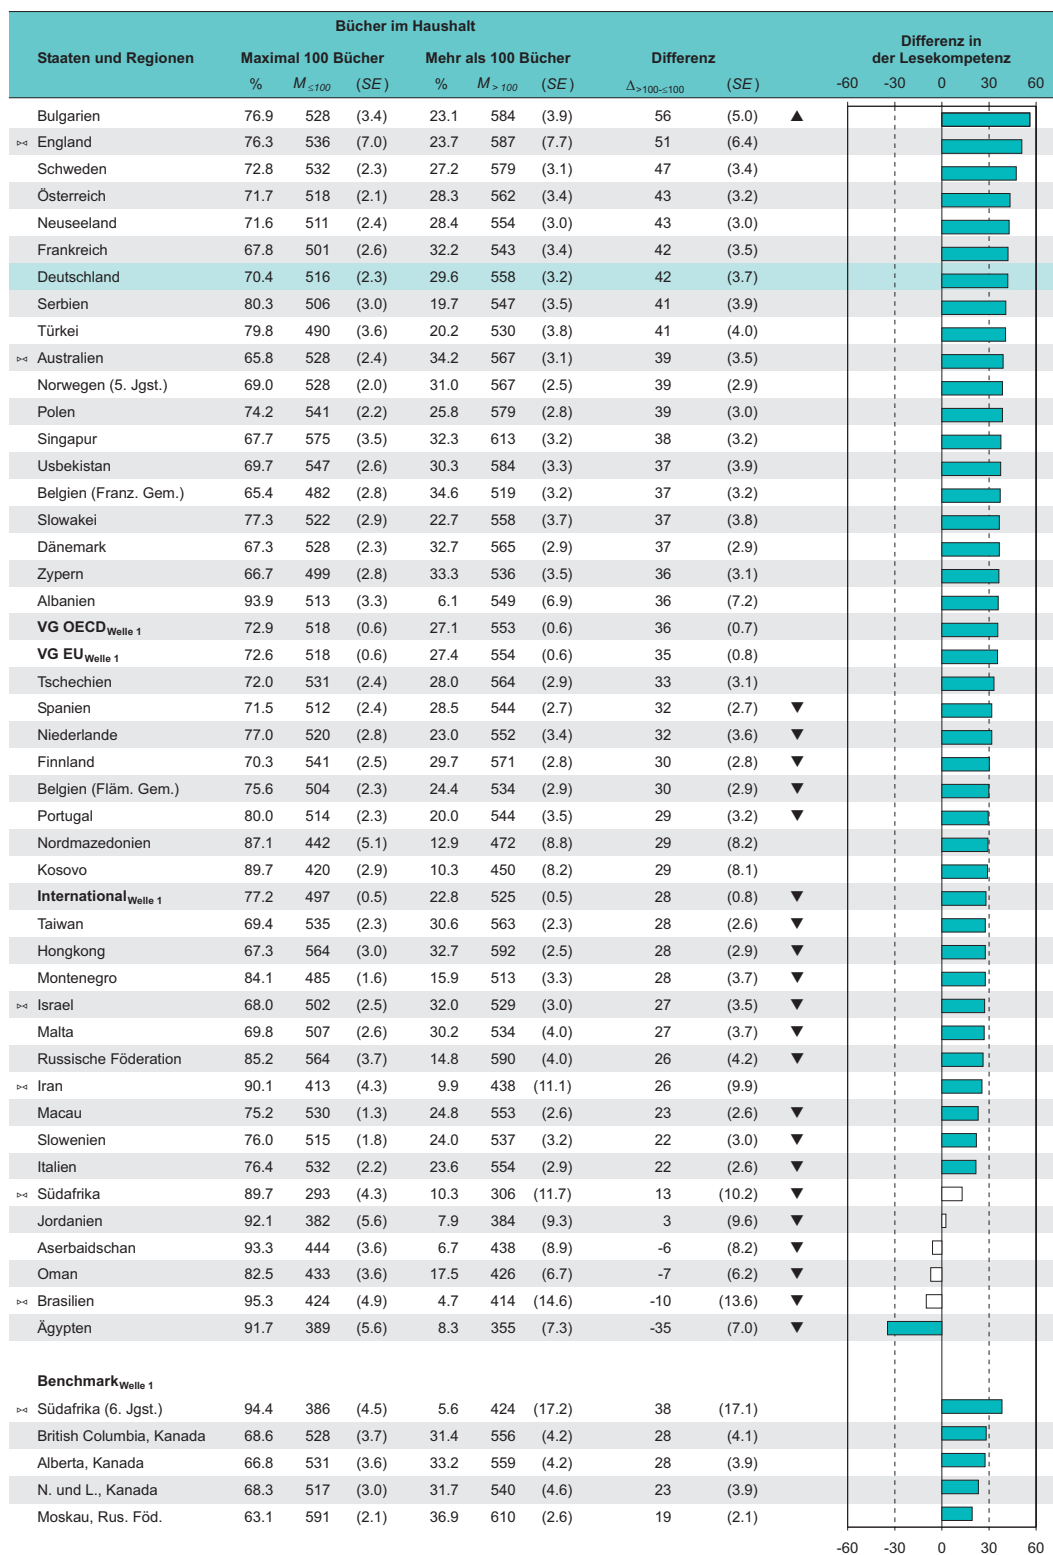 Bücher im Haushalt
Differenz in der Lesekompetenz
Staaten und Regionen Maximal 100 Bücher Mehr als 100 Bücher Differenz
% M≤100 (SE) % M>100 (SE) Δ>100-≤100 (SE) -60 -30 0 30 60
Bulgarien 76.9 528 (3.4) 23.1 584 (3.9) 56 (5.0) ▲
⋈ England 76.3 536 (7.0) 23.7 587 (7.7) 51 (6.4)
Schweden 72.8 532 (2.3) 27.2 579 (3.1) 47 (3.4)
Österreich 71.7 518 (2.1) 28.3 562 (3.4) 43 (3.2)
Neuseeland 71.6 511 (2.4) 28.4 554 (3.0) 43 (3.0)
Frankreich 67.8 501 (2.6) 32.2 543 (3.4) 42 (3.5)
Deutschland 70.4 516 (2.3) 29.6 558 (3.2) 42 (3.7)
Serbien 80.3 506 (3.0) 19.7 547 (3.5) 41 (3.9)
Türkei 79.8 490 (3.6) 20.2 530 (3.8) 41 (4.0)
⋈ Australien 65.8 528 (2.4) 34.2 567 (3.1) 39 (3.5)
Norwegen (5. Jgst.) 69.0 528 (2.0) 31.0 567 (2.5) 39 (2.9)
Polen 74.2 541 (2.2) 25.8 579 (2.8) 39 (3.0)
Singapur 67.7 575 (3.5) 32.3 613 (3.2) 38 (3.2)
Usbekistan 69.7 547 (2.6) 30.3 584 (3.3) 37 (3.9)
Belgien (Franz. Gem.) 65.4 482 (2.8) 34.6 519 (3.2) 37 (3.2)
Slowakei 77.3 522 (2.9) 22.7 558 (3.7) 37 (3.8)
Dänemark 67.3 528 (2.3) 32.7 565 (2.9) 37 (2.9)
Zypern 66.7 499 (2.8) 33.3 536 (3.5) 36 (3.1)
Albanien 93.9 513 (3.3) 6.1 549 (6.9) 36 (7.2)
VG OECD Welle 1 72.9 518 (0.6) 27.1 553 (0.6) 36 (0.7)
VG EU Welle 1 72.6 518 (0.6) 27.4 554 (0.6) 35 (0.8)
Tschechien 72.0 531 (2.4) 28.0 564 (2.9) 33 (3.1)
Spanien 71.5 512 (2.4) 28.5 544 (2.7) 32 (2.7) ▼
Niederlande 77.0 520 (2.8) 23.0 552 (3.4) 32 (3.6) ▼
Finnland 70.3 541 (2.5) 29.7 571 (2.8) 30 (2.8) ▼
Belgien (Fläm. Gem.) 75.6 504 (2.3) 24.4 534 (2.9) 30 (2.9) ▼
Portugal 80.0 514 (2.3) 20.0 544 (3.5) 29 (3.2) ▼
Nordmazedonien 87.1 442 (5.1) 12.9 472 (8.8) 29 (8.2)
Kosovo 89.7 420 (2.9) 10.3 450 (8.2) 29 (8.1)
International Welle 1 77.2 497 (0.5) 22.8 525 (0.5) 28 (0.8) ▼
Taiwan 69.4 535 (2.3) 30.6 563 (2.3) 28 (2.6) ▼
Hongkong 67.3 564 (3.0) 32.7 592 (2.5) 28 (2.9) ▼
Montenegro 84.1 485 (1.6) 15.9 513 (3.3) 28 (3.7) ▼
⋈ Israel 68.0 502 (2.5) 32.0 529 (3.0) 27 (3.5) ▼
Malta 69.8 507 (2.6) 30.2 534 (4.0) 27 (3.7) ▼
Russische Föderation 85.2 564 (3.7) 14.8 590 (4.0) 26 (4.2) ▼
⋈ Iran 90.1 413 (4.3) 9.9 438 (11.1) 26 (9.9)
Macau 75.2 530 (1.3) 24.8 553 (2.6) 23 (2.6) ▼
Slowenien 76.0 515 (1.8) 24.0 537 (3.2) 22 (3.0) ▼
Italien 76.4 532 (2.2) 23.6 554 (2.9) 22 (2.6) ▼
⋈ Südafrika 89.7 293 (4.3) 10.3 306 (11.7) 13 (10.2) ▼
Jordanien 92.1 382 (5.6) 7.9 384 (9.3) 3 (9.6) ▼
Aserbaidschan 93.3 444 (3.6) 6.7 438 (8.9) -6 (8.2) ▼
Oman 82.5 433 (3.6) 17.5 426 (6.7) -7 (6.2) ▼
⋈ Brasilien 95.3 424 (4.9) 4.7 414 (14.6) -10 (13.6) ▼
Ägypten 91.7 389 (5.6) 8.3 355 (7.3) -35 (7.0) ▼
Benchmark Welle 1
⋈ Südafrika (6. Jgst.) 94.4 386 (4.5) 5.6 424 (17.2) 38 (17.1)
British Columbia, Kanada 68.6 528 (3.7) 31.4 556 (4.2) 28 (4.1)
Alberta, Kanada 66.8 531 (3.6) 33.2 559 (4.2) 28 (3.9)
N. und L., Kanada 68.3 517 (3.0) 31.7 540 (4.6) 23 (3.9)
Moskau, Rus. Föd. 63.1 591 (2.1) 36.9 610 (2.6) 19 (2.1)
-60 -30 0 30 60